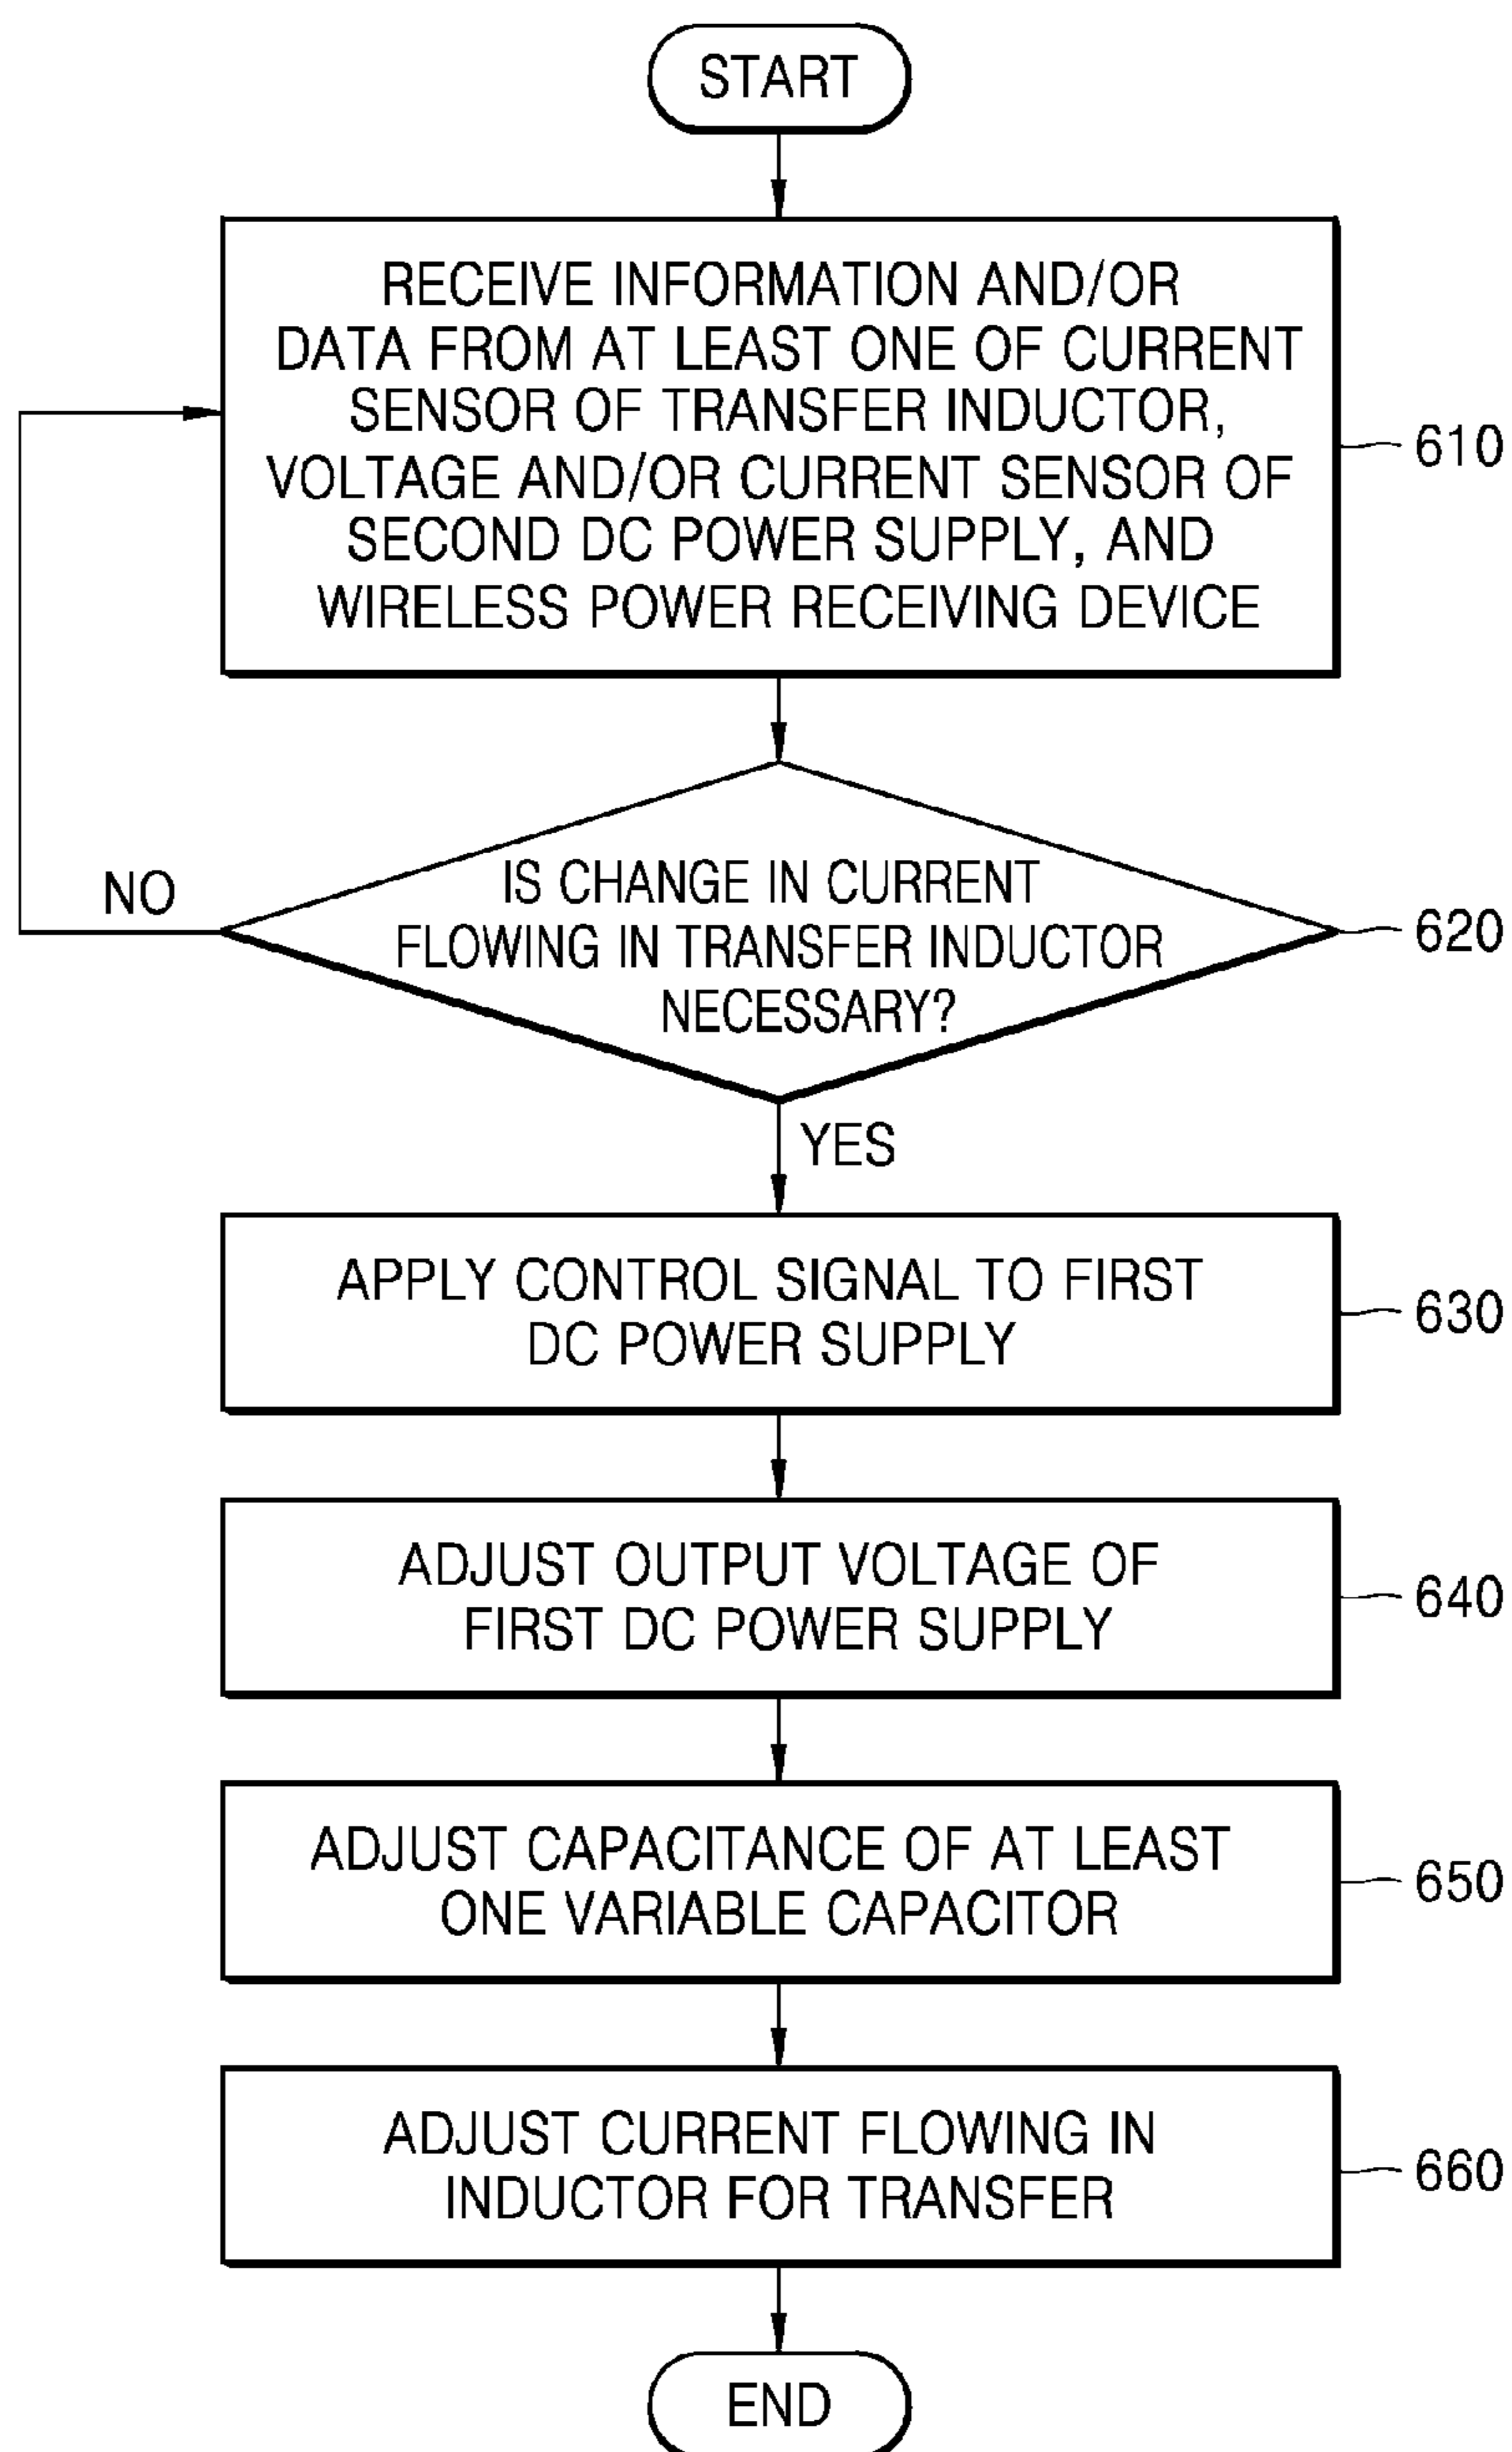 START
RECEIVE INFORMATION AND/OR
DATA FROM AT LEAST ONE OF CURRENT
SENSOR OF TRANSFER INDUCTOR,
VOLTAGE AND/OR CURRENT SENSOR OF
SECOND DC POWER SUPPLY, AND
WIRELESS POWER RECEIVING DEVICE
610
IS CHANGE IN CURRENT
FLOWING IN TRANSFER INDUCTOR
NECESSARY?
620
NO
YES
APPLY CONTROL SIGNAL TO FIRST
DC POWER SUPPLY
630
ADJUST OUTPUT VOLTAGE OF
FIRST DC POWER SUPPLY
640
ADJUST CAPACITANCE OF AT LEAST
ONE VARIABLE CAPACITOR
650
ADJUST CURRENT FLOWING IN
INDUCTOR FOR TRANSFER
660
END